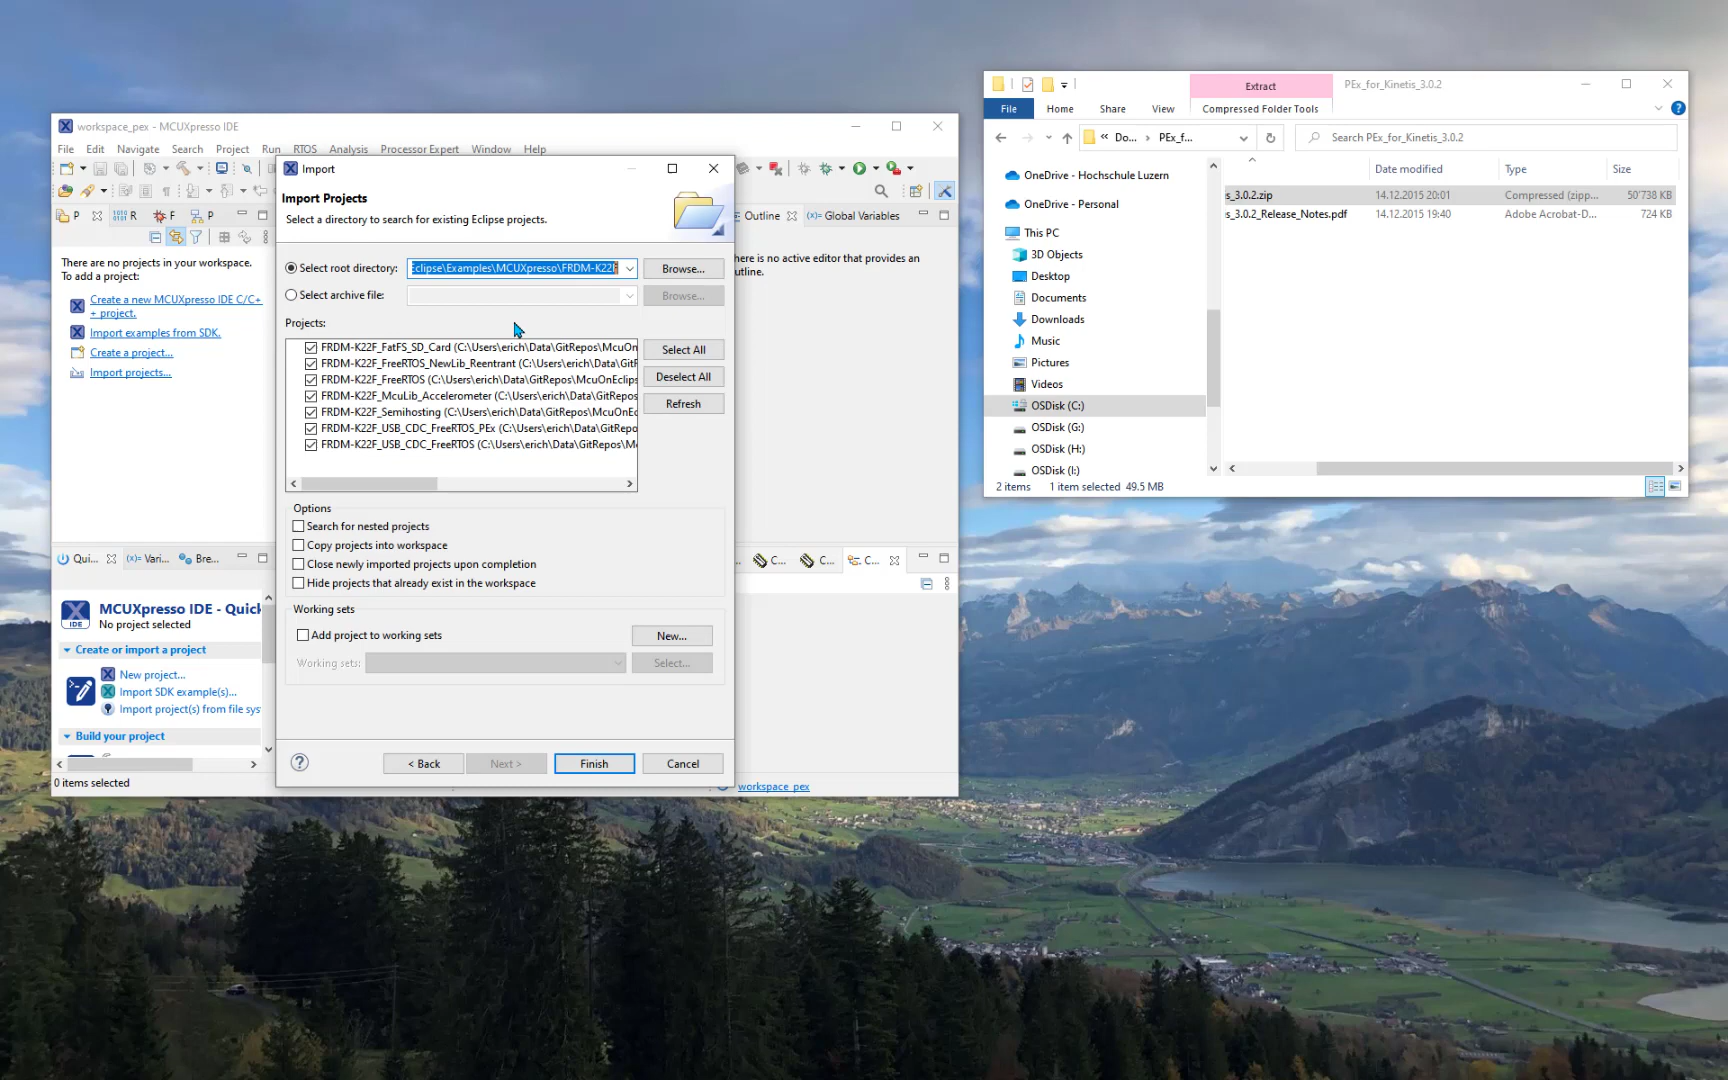 workspace_pex - MCUXpresso IDE
File Edit Navigate Search Project Run RTOS Analysis Processor Expert Window Help
P R F P
There are no projects in your workspace.
To add a project:
Create a new MCUXpresso IDE C/C+
+ project.
Import examples from SDK.
Create a project...
Import projects...
Qui... (x)= Vari... Bre...
IDE
MCUXpresso IDE - Quick
No project selected
Create or import a project
New project...
Import SDK example(s)...
Import project(s) from file sys
Build your project
0 items selected
Import
Import Projects
Select a directory to search for existing Eclipse projects.
Select root directory: Eclipse\Examples\MCUXpresso\FRDM-K22F Browse...
Select archive file: Browse...
Projects:
FRDM-K22F_FatFS_SD_Card (C:\Users\erich\Data\GitRepos\McuOn
FRDM-K22F_FreeRTOS_NewLib_Reentrant (C:\Users\erich\Data\GitF
FRDM-K22F_FreeRTOS (C:\Users\erich\Data\GitRepos\McuOnEclips
FRDM-K22F_McuLib_Accelerometer (C:\Users\erich\Data\GitRepos
FRDM-K22F_Semihosting (C:\Users\erich\Data\GitRepos\McuOnEc
FRDM-K22F_USB_CDC_FreeRTOS_PEx (C:\Users\erich\Data\GitRepo
FRDM-K22F_USB_CDC_FreeRTOS (C:\Users\erich\Data\GitRepos\M
Select All
Deselect All
Refresh
Options
Search for nested projects
Copy projects into workspace
Close newly imported projects upon completion
Hide projects that already exist in the workspace
Working sets
Add project to working sets New...
Working sets: Select...
? < Back Next > Finish Cancel
Outline (x)= Global Variables
here is no active editor that provides an
utline.
C... C... C...
workspace_pex
Extract PEx_for_Kinetis_3.0.2
File Home Share View Compressed Folder Tools
« Do... › PEx_f... Search PEx_for_Kinetis_3.0.2
Date modified Type Size
s_3.0.2.zip 14.12.2015 20:01 Compressed (zipp... 50'738 KB
s_3.0.2_Release_Notes.pdf 14.12.2015 19:40 Adobe Acrobat-D... 724 KB
OneDrive - Hochschule Luzern
OneDrive - Personal
This PC
3D Objects
Desktop
Documents
Downloads
Music
Pictures
Videos
OSDisk (C:)
OSDisk (G:)
OSDisk (H:)
OSDisk (I:)
2 items 1 item selected 49.5 MB